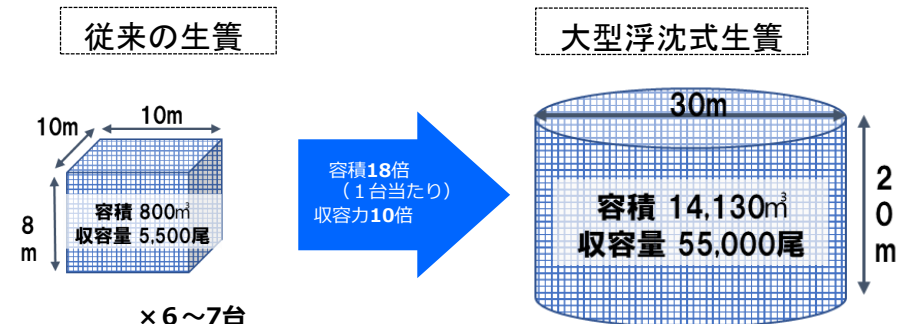 従来の生簀
大型浮沈式生簀
10m
10m
8m
容積 800㎥
収容量 5,500尾
×６～7台
容積18倍
（１台当たり）
収容力10倍
30m
20m
容積 14,130㎥
収容量 55,000尾